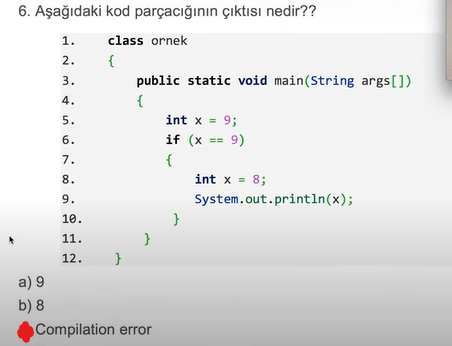 6. Aşağıdaki kod parçacığının çıktısı nedir??
1. class ornek
2. {
3. public static void main(String args[])
4. {
5. int x = 9;
6. if (x == 9)
7. {
8. int x = 8;
9. System.out.println(x);
10. }
11. }
12. }
a) 9
b) 8
Compilation error